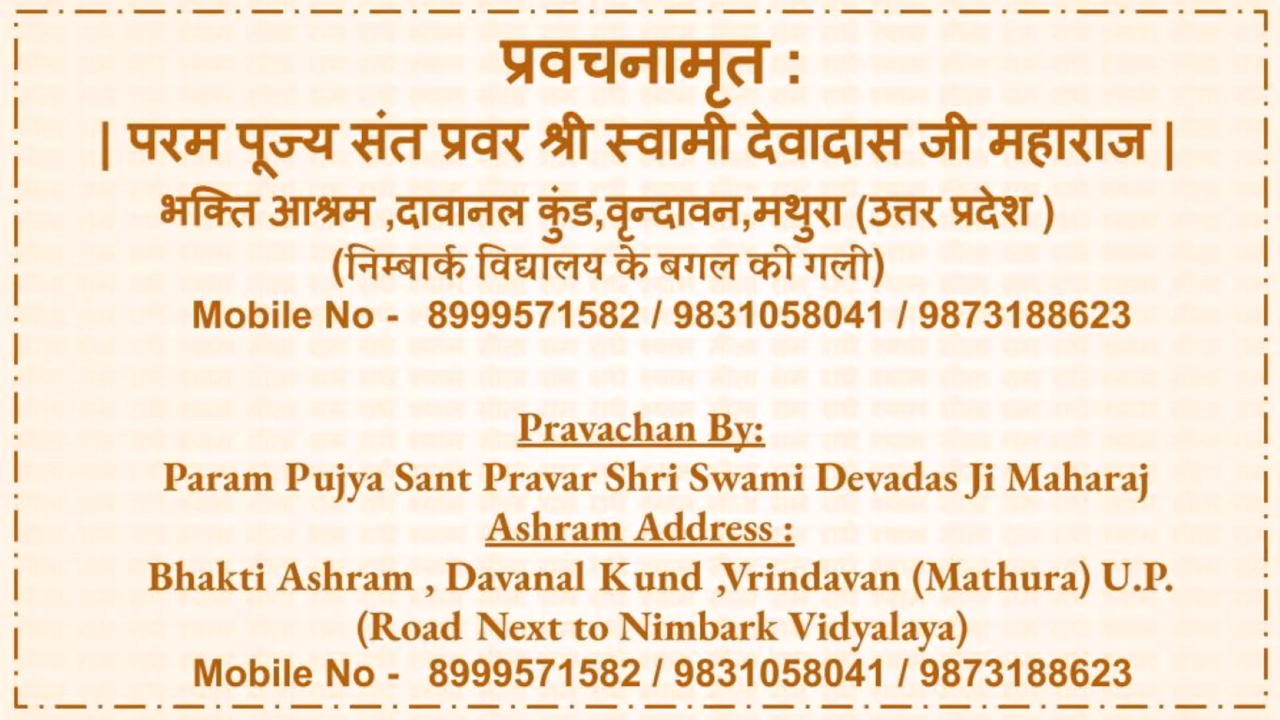 प्रवचनामृत :
| परम पूज्य संत प्रवर श्री स्वामी देवादास जी महाराज |
भक्ति आश्रम ,दावानल कुंड,वृन्दावन,मथुरा (उत्तर प्रदेश )
(निम्बार्क विद्यालय के बगल की गली)
Mobile No - 8999571582 / 9831058041 / 9873188623
Pravachan By:
Param Pujya Sant Pravar Shri Swami Devadas Ji Maharaj
Ashram Address :
Bhakti Ashram , Davanal Kund ,Vrindavan (Mathura) U.P.
(Road Next to Nimbark Vidyalaya)
Mobile No - 8999571582 / 9831058041 / 9873188623